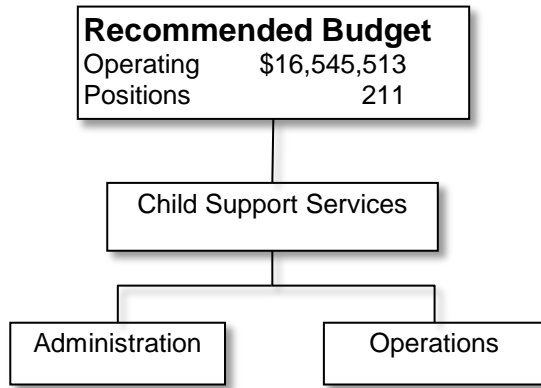 Recommended Budget
Operating $16,545,513
Positions 211
Child Support Services
Administration
Operations